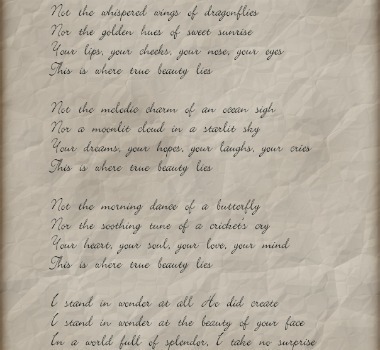 Not the whispered wings of dragonflies
Nor the golden hues of sweet sunrise
Your lips, your cheeks, your nose, your eyes
This is where true beauty lies
Not the melodic charm of an ocean sigh
Nor a moonlit cloud in a starlit sky
Your dreams, your hopes, your laughs, your cries
This is where true beauty lies
Not the morning dance of a butterfly
Nor the soothing tune of a crickets cry
Your heart, your soul, your love, your mind
This is where true beauty lies
I stand in wonder at all He did create
I stand in wonder at the beauty of your face
In a world full of splendor, I take no surprise